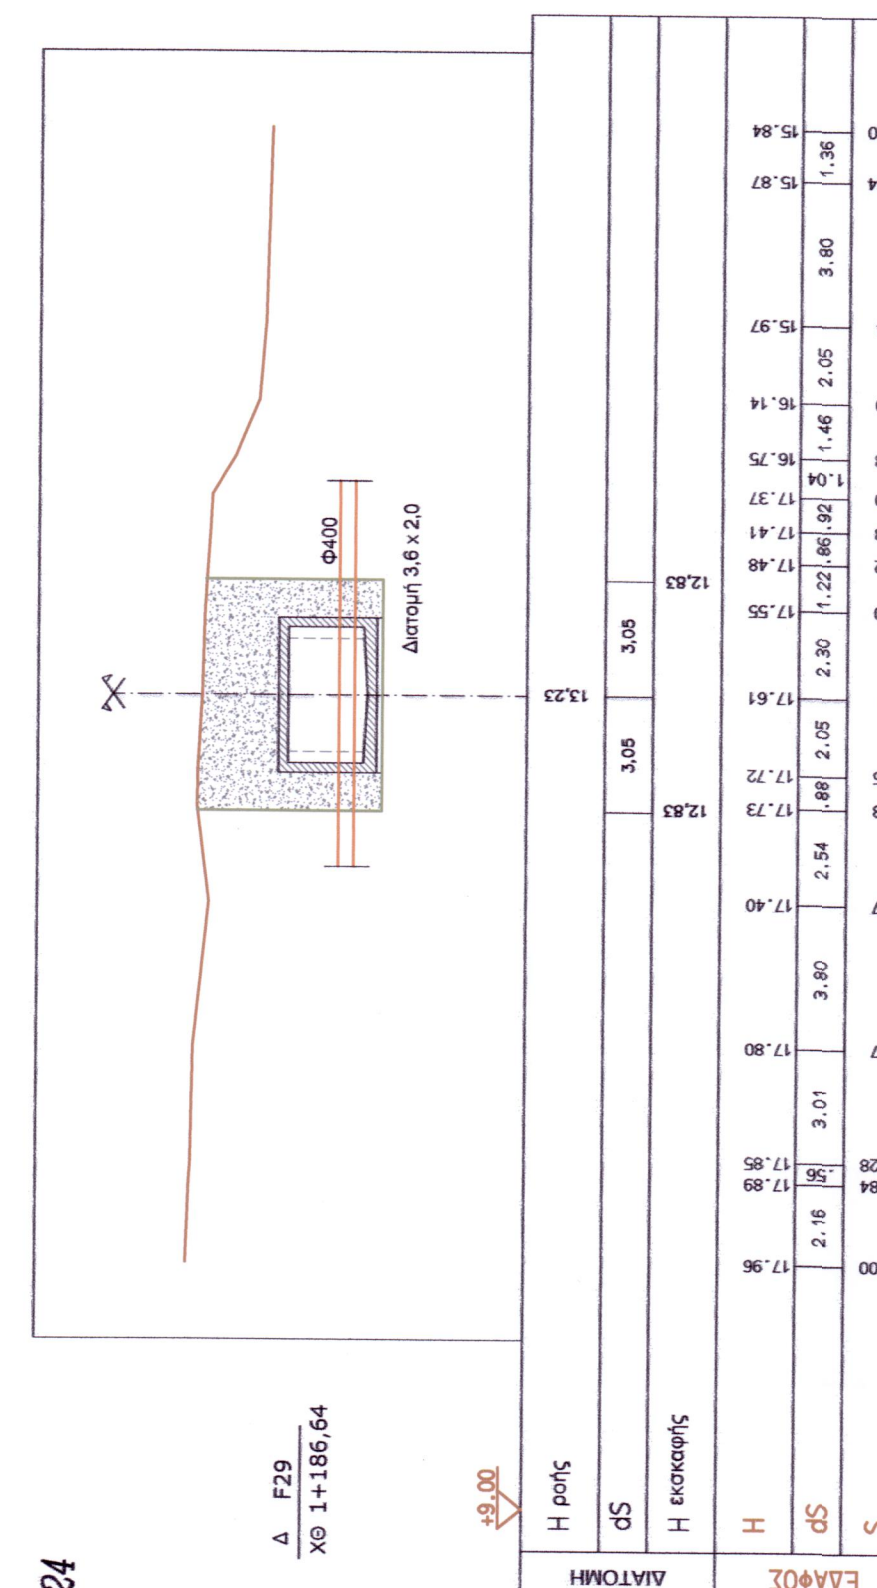 24
Δ F29
ΧΘ 1+186,64
+9.00
Φ400
Διατομή 3,6 x 2,0
ΔΙΑΤΟΜΗ
Η ροής 13,23
dS 3,05 3,05
Η εκσκαφής 12,83 12,83
ΕΔΑΦΟΣ
H 17.96 17.89 17.85 17.80 17.40 17.73 17.72 17.61 17.55 17.48 17.41 17.37 16.75 16.14 15.97 15.87 15.84
dS 2.16 .56 3.01 3.80 2.54 .88 2.05 2.30 1.22 .86 .92 1.04 1.46 2.05 3.80 1.36